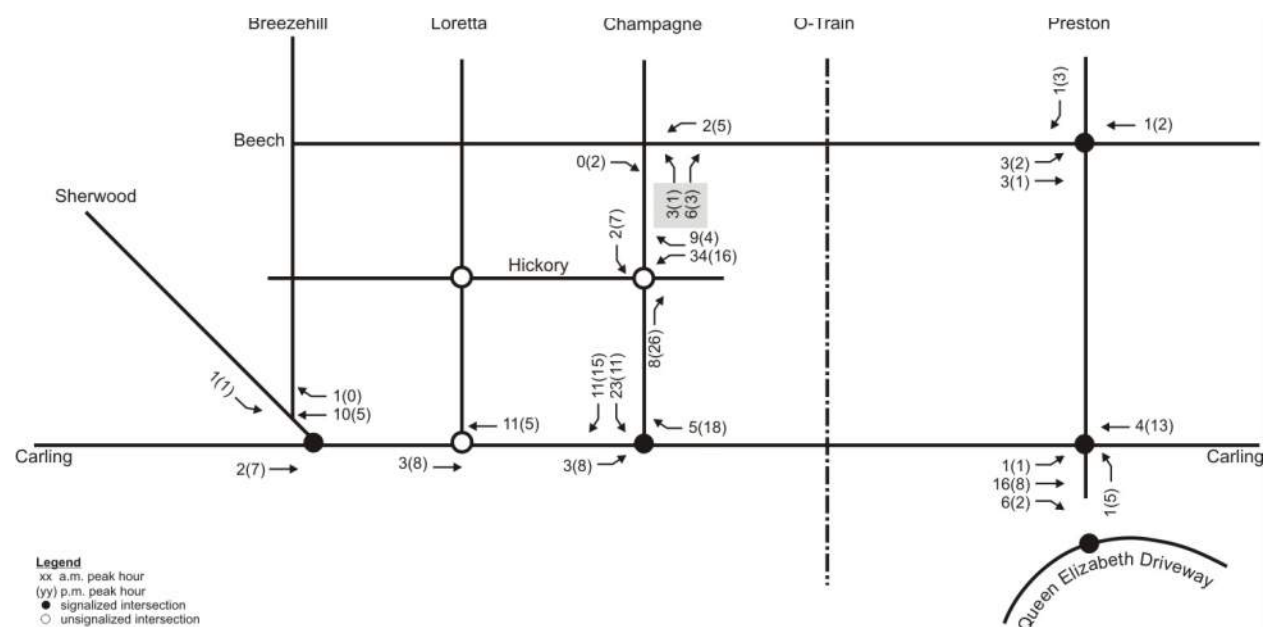 Breezehill
Loretta
Champagne
O-Train
Preston
1(3)
2(5)
1(2)
Beech
0(2)
3(2)
3(1)
Sherwood
3(1)
6(3)
2(7)
9(4)
34(16)
Hickory
8(26)
11(15)
23(11)
1(1)
1(0)
10(5)
11(5)
5(18)
4(13)
Carling
2(7)
3(8)
3(8)
1(1)
16(8)
6(2)
1(5)
Carling
Legend
xx a.m. peak hour
(yy) p.m. peak hour
signalized intersection
unsignalized intersection
Queen Elizabeth Driveway